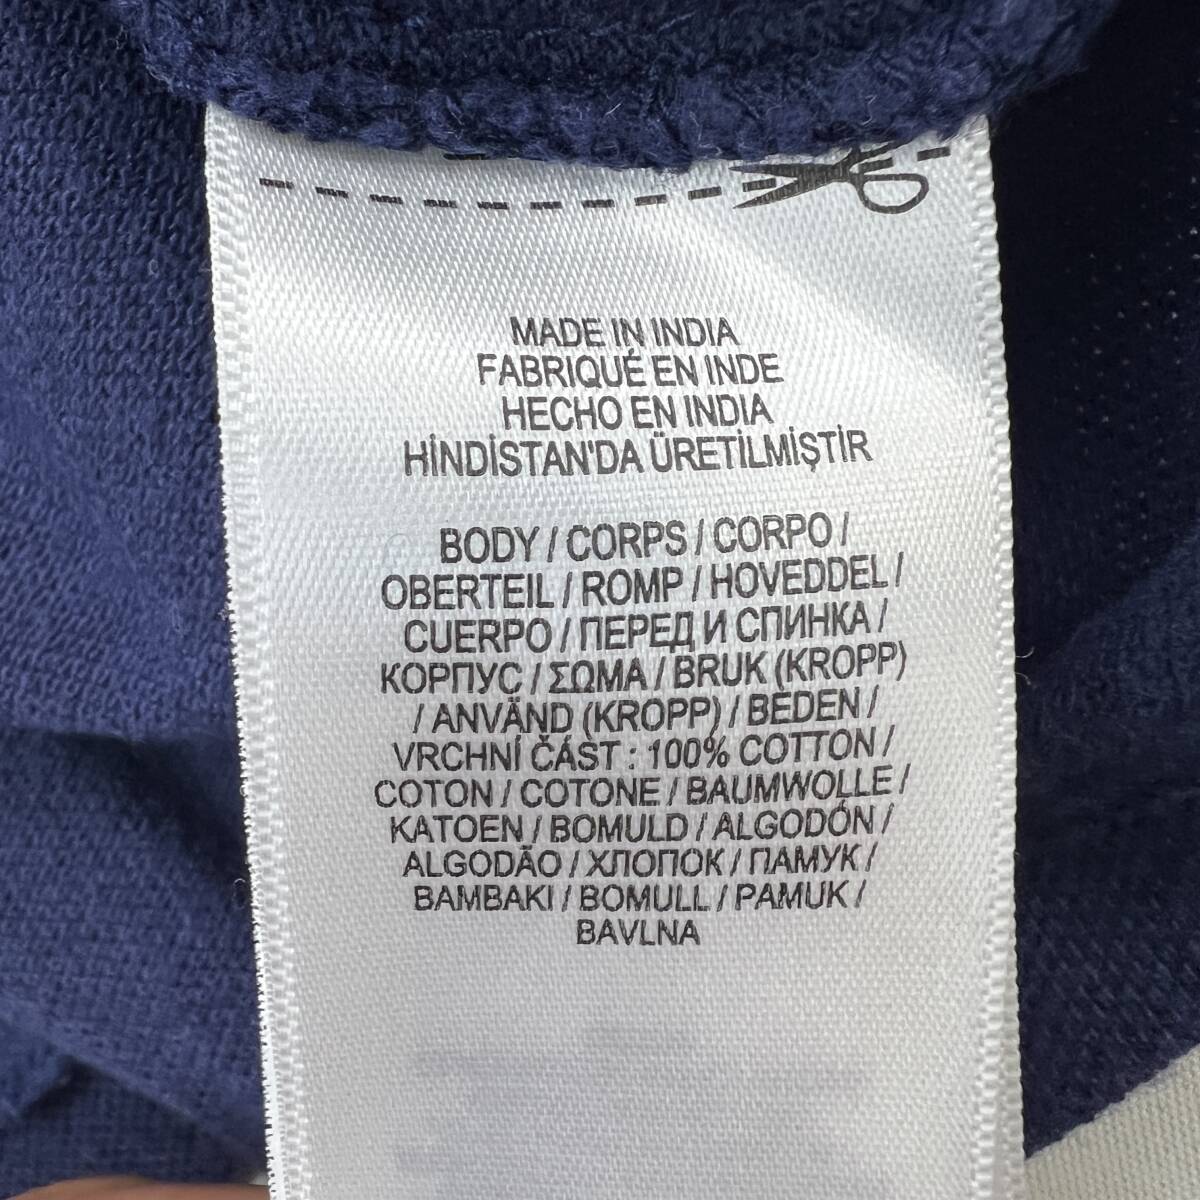 MADE IN INDIA
FABRIQUÉ EN INDE
HECHO EN INDIA
HİNDİSTAN'DA ÜRETİLMİŞTİR
BODY / CORPS / CORPO /
OBERTEIL / ROMP / HOVEDDEL /
CUERPO / ПЕРЕД И СПИНКА /
КОРПУС / ΣΩΜΑ / BRUK (KROPP)
/ ANVÄND (KROPP) / BEDEN /
VRCHNÍ ČÁST : 100% COTTON /
COTON / COTONE / BAUMWOLLE /
KATOEN / BOMULD / ALGODÓN /
ALGODÃO / ХЛОПОК / ПАМУК /
ΒΑΜΒΑΚΙ / BOMULL / PAMUK /
BAVLNA